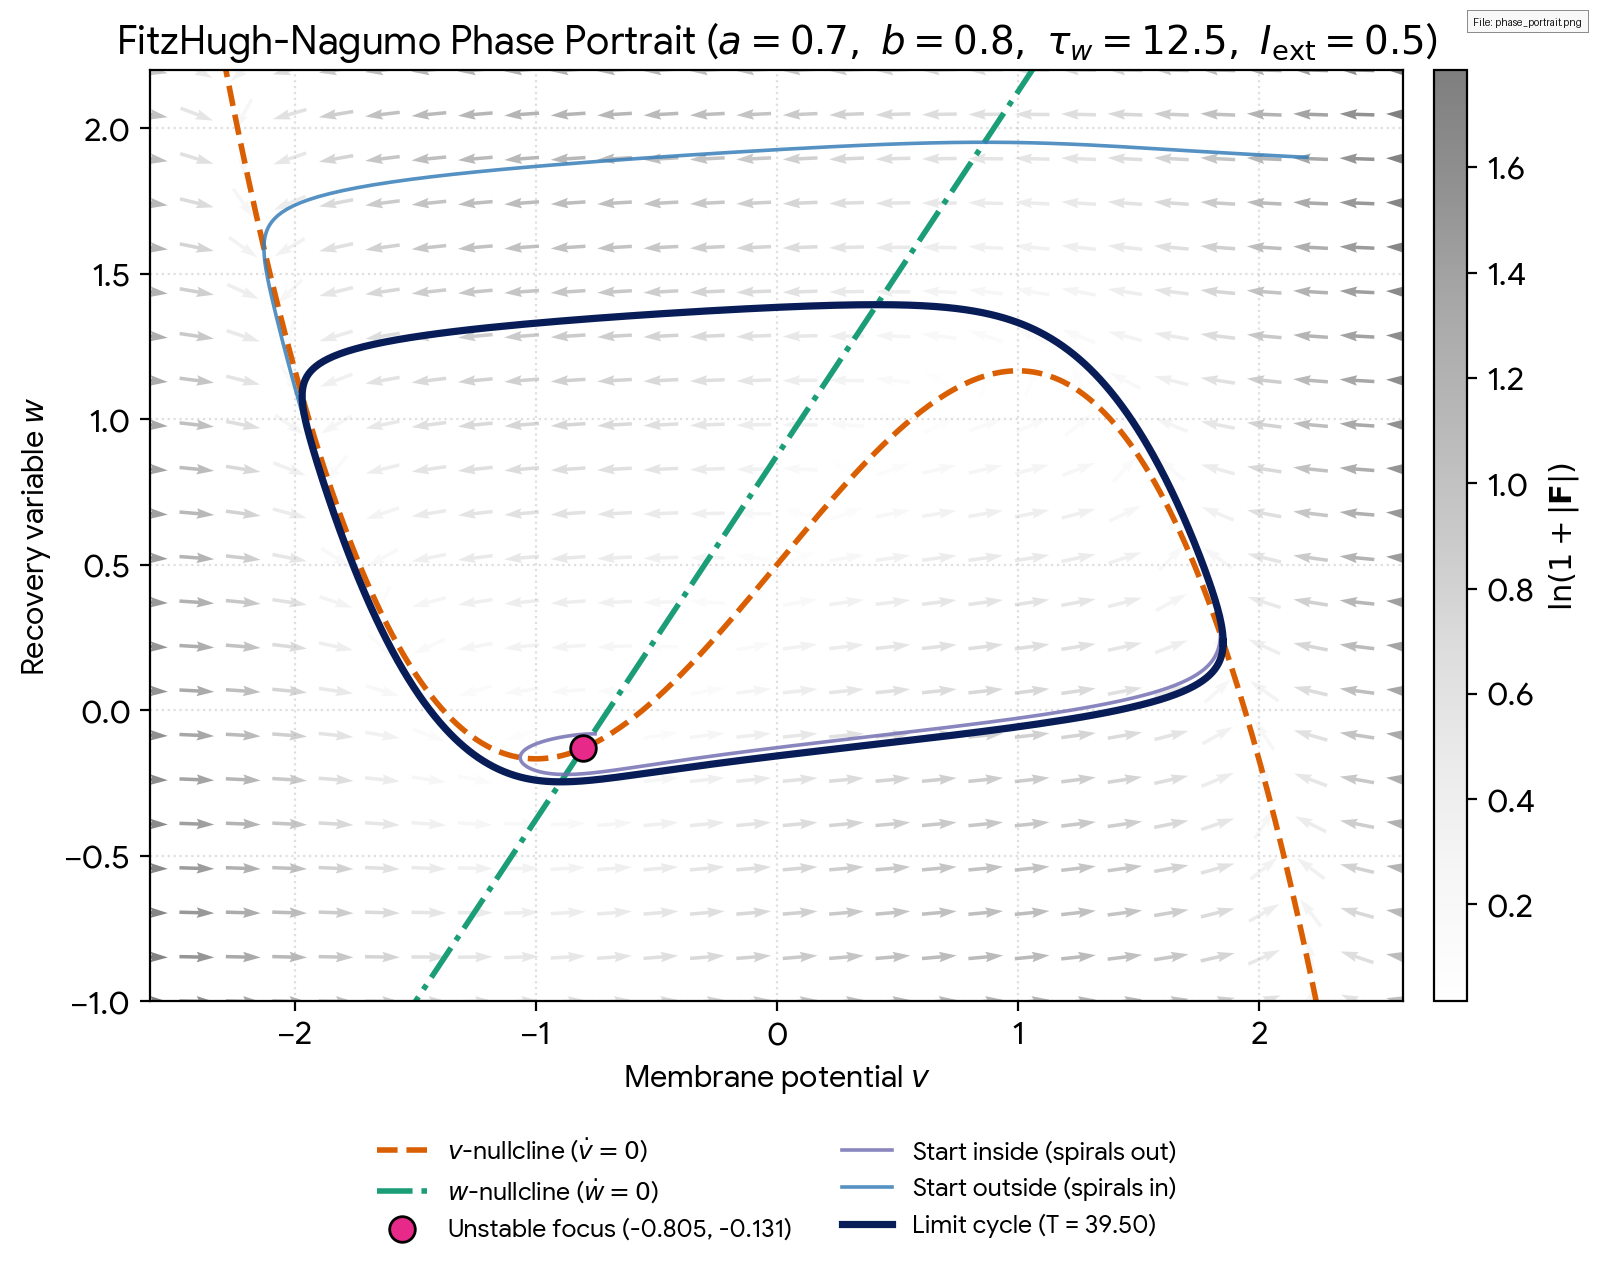 File: phase_portrait.png
FitzHugh-Nagumo Phase Portrait (a = 0.7, b = 0.8, τ_w = 12.5, I_ext = 0.5)
2.0
1.5
1.0
0.5
0.0
−0.5
−1.0
Recovery variable w
−2
−1
0
1
2
Membrane potential v
1.6
1.4
1.2
1.0
0.8
0.6
0.4
0.2
ln(1 + |F|)
v-nullcline (v̇ = 0)
w-nullcline (ẇ = 0)
Unstable focus (-0.805, -0.131)
Start inside (spirals out)
Start outside (spirals in)
Limit cycle (T = 39.50)